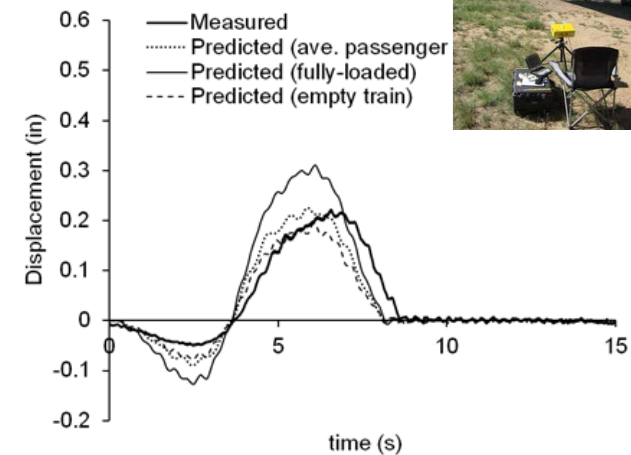 0.6
0.5
0.4
0.3
0.2
0.1
0
-0.1
-0.2
Displacement (in)
Measured
Predicted (ave. passenger
Predicted (fully-loaded)
Predicted (empty train)
0 5 10 15
time (s)